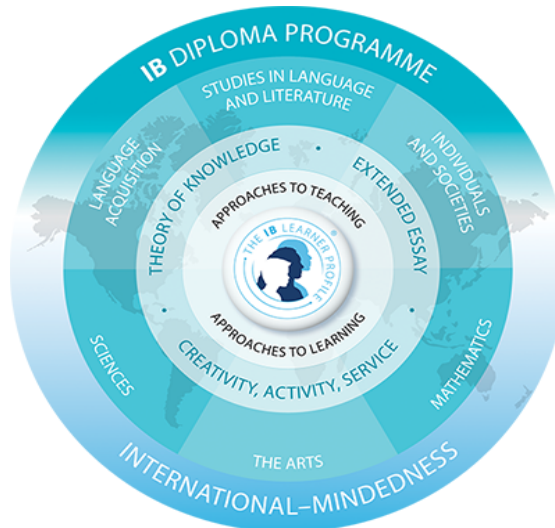 IB DIPLOMA PROGRAMME
STUDIES IN LANGUAGE
AND LITERATURE
LANGUAGE
ACQUISITION
INDIVIDUALS
AND SOCIETIES
THEORY OF KNOWLEDGE
EXTENDED ESSAY
APPROACHES TO TEACHING
THE IB LEARNER PROFILE
®
APPROACHES TO LEARNING
CREATIVITY, ACTIVITY, SERVICE
SCIENCES
MATHEMATICS
THE ARTS
INTERNATIONAL–MINDEDNESS